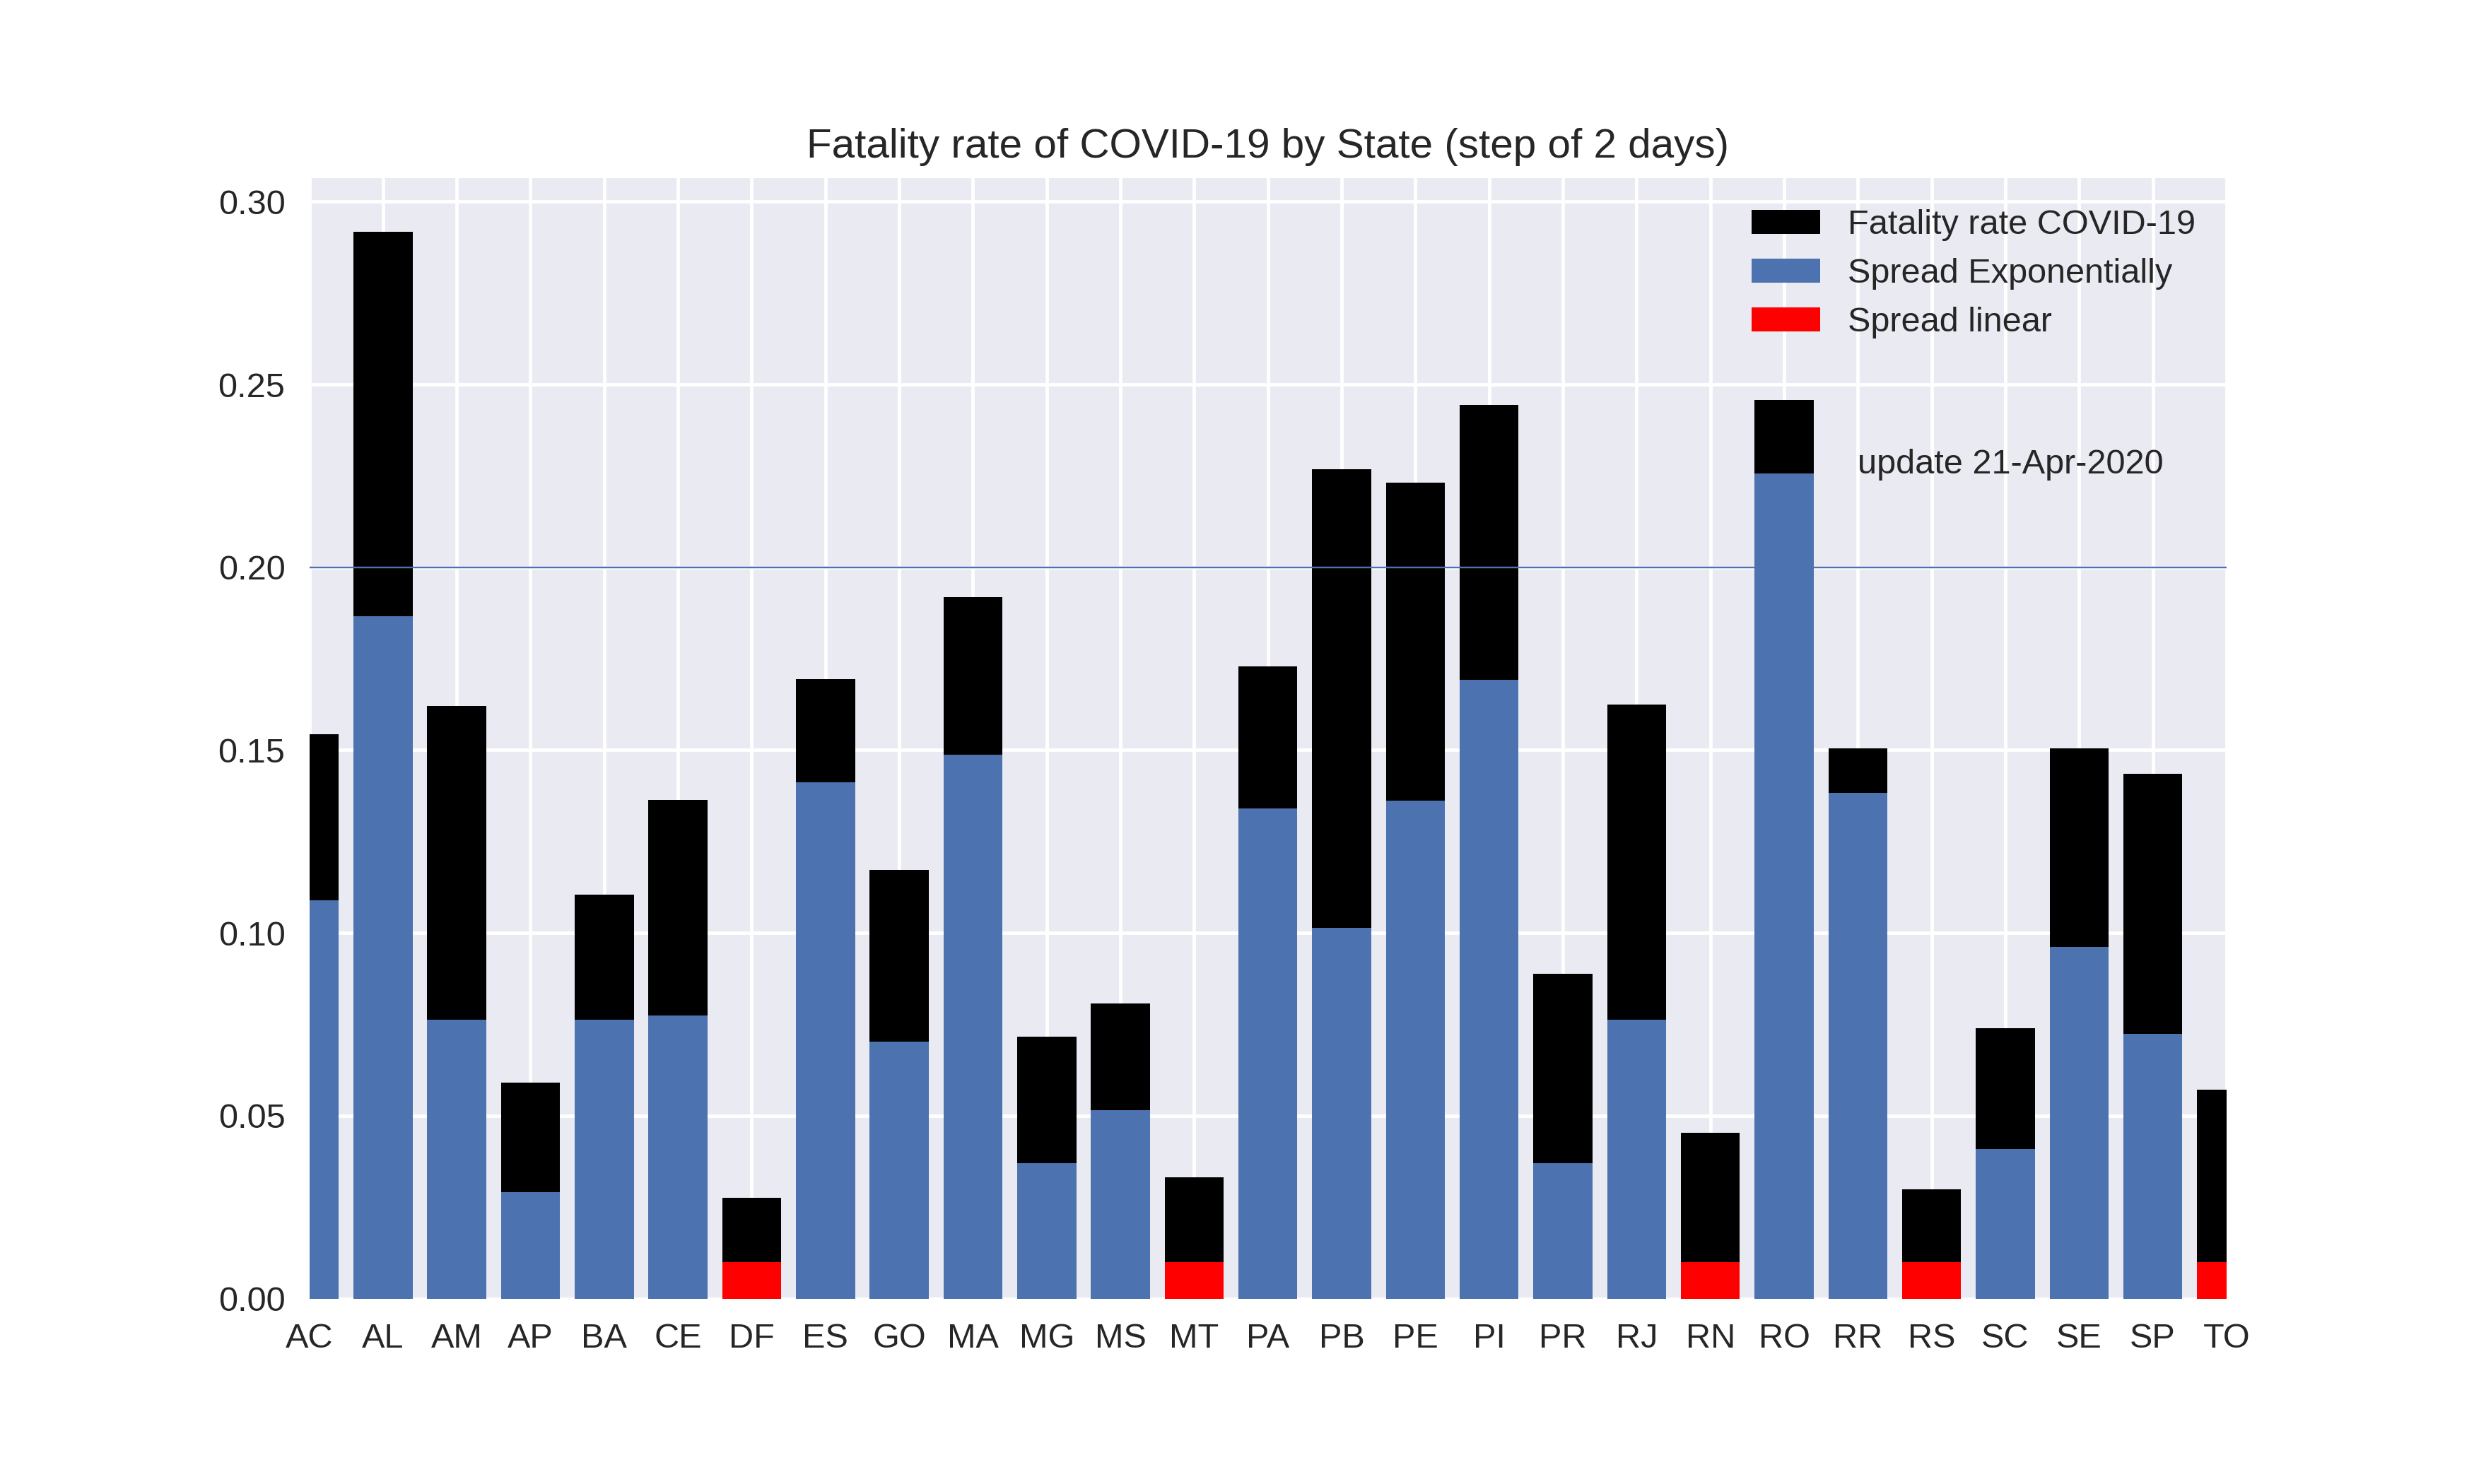 Fatality rate of COVID-19 by State (step of 2 days)
0.30
0.25
0.20
0.15
0.10
0.05
0.00
Fatality rate COVID-19
Spread Exponentially
Spread linear
update 21-Apr-2020
AC AL AM AP BA CE DF ES GO MA MG MS MT PA PB PE PI PR RJ RN RO RR RS SC SE SP TO